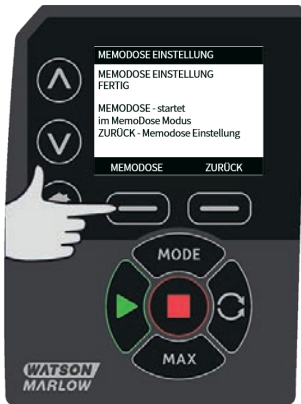 MEMODOSE EINSTELLUNG
MEMODOSE EINSTELLUNG
FERTIG
MEMODOSE - startet
im MemoDose Modus
ZURÜCK - Memodose Einstellung
MEMODOSE ZURÜCK
MODE
MAX
WATSON
MARLOW